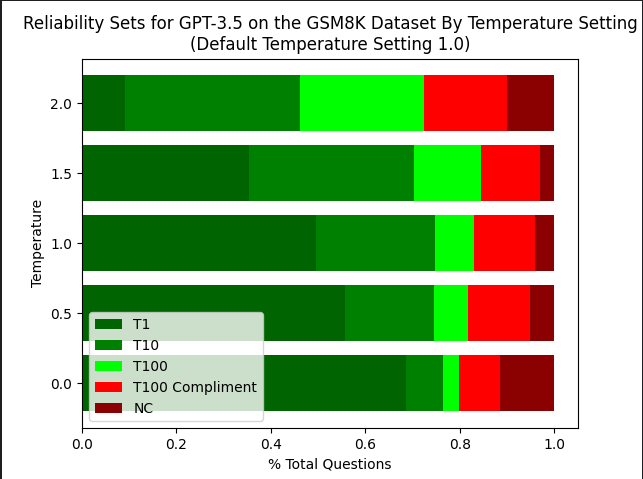 Reliability Sets for GPT-3.5 on the GSM8K Dataset By Temperature Setting
(Default Temperature Setting 1.0)
Temperature
2.0
1.5
1.0
0.5
0.0
T1
T10
T100
T100 Compliment
NC
0.0 0.2 0.4 0.6 0.8 1.0
% Total Questions